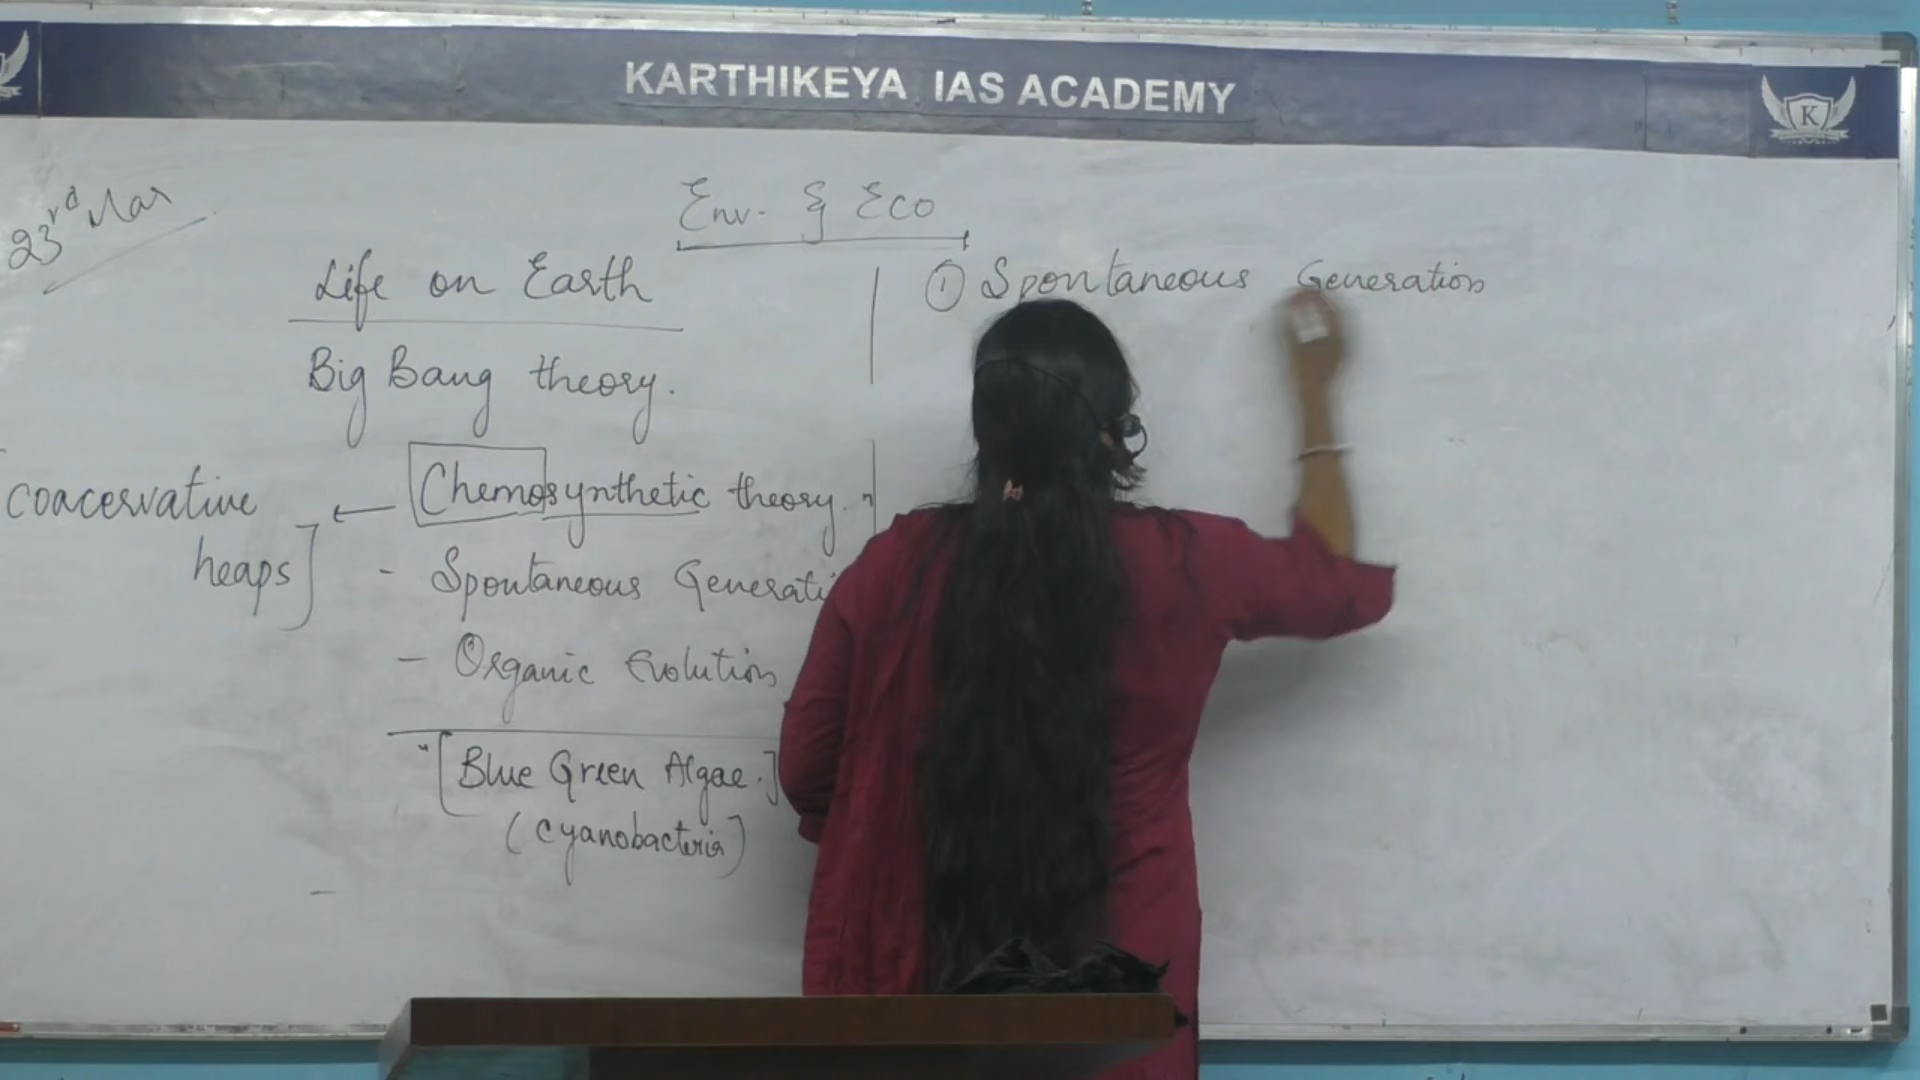 KARTHIKEYA IAS ACADEMY
K
23rd Mar
Env. & Eco
Life on Earth
Big Bang theory.
Chemosynthetic theory.
coacervative
heaps]
- Spontaneous Generati
- Organic Evolution
"[Blue Green Algae.]
(cyanobacteria)
-
① Spontaneous Generation